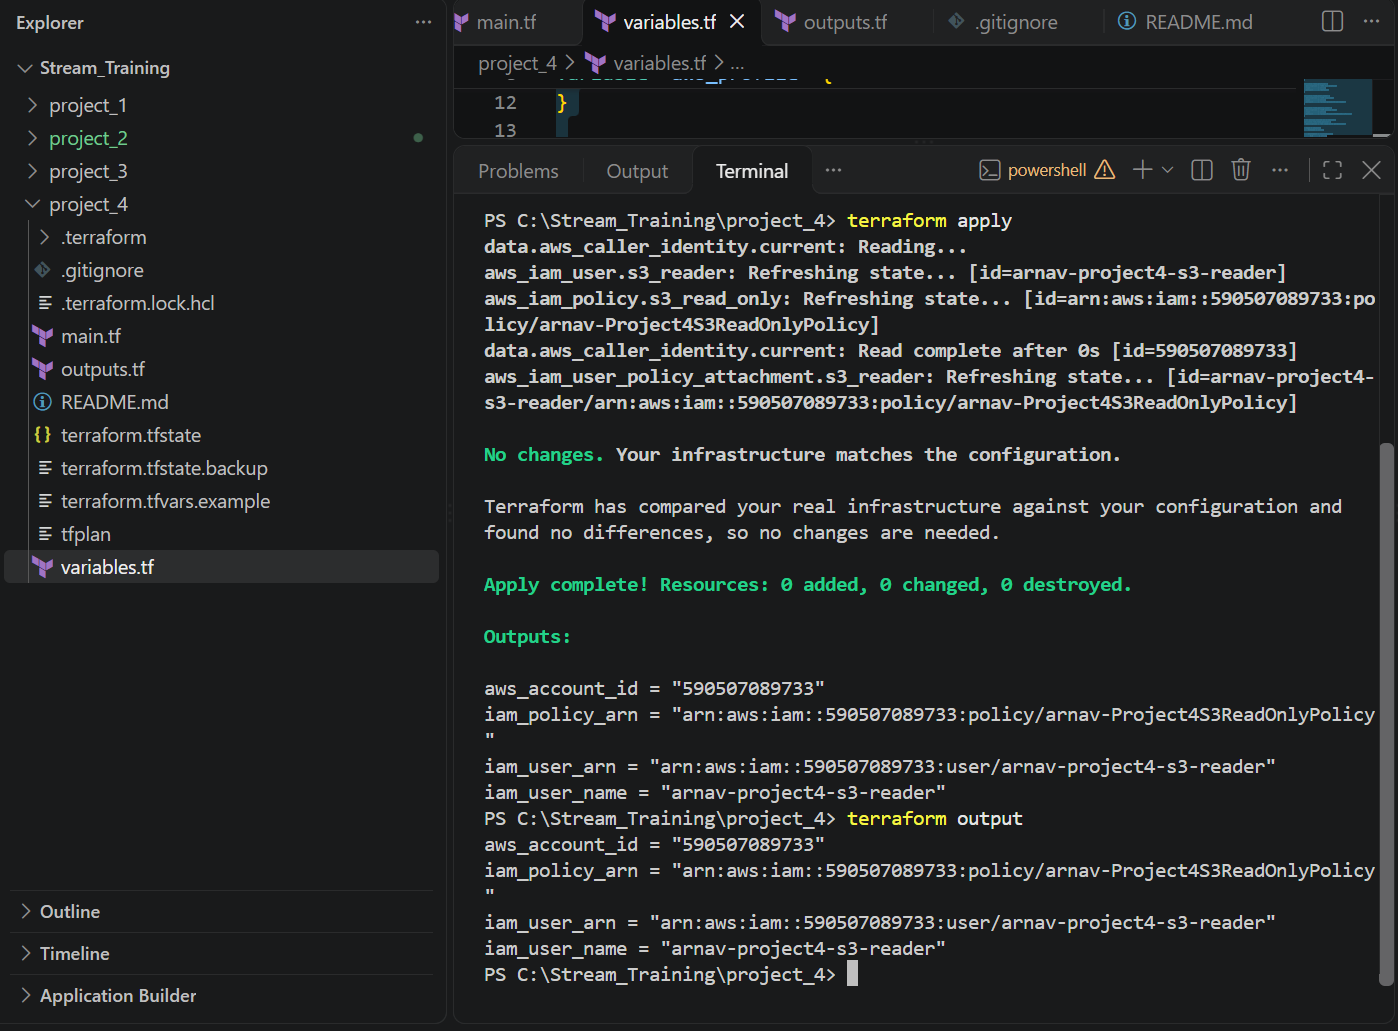 Explorer
Stream_Training
project_1
project_2
project_3
project_4
.terraform
.gitignore
.terraform.lock.hcl
main.tf
outputs.tf
README.md
terraform.tfstate
terraform.tfstate.backup
terraform.tfvars.example
tfplan
variables.tf
Outline
Timeline
Application Builder
main.tf variables.tf outputs.tf .gitignore README.md
project_4 > variables.tf > ...
12 }
13
Problems Output Terminal ... powershell
PS C:\Stream_Training\project_4> terraform apply
data.aws_caller_identity.current: Reading...
aws_iam_user.s3_reader: Refreshing state... [id=arnav-project4-s3-reader]
aws_iam_policy.s3_read_only: Refreshing state... [id=arn:aws:iam::590507089733:po
licy/arnav-Project4S3ReadOnlyPolicy]
data.aws_caller_identity.current: Read complete after 0s [id=590507089733]
aws_iam_user_policy_attachment.s3_reader: Refreshing state... [id=arnav-project4-
s3-reader/arn:aws:iam::590507089733:policy/arnav-Project4S3ReadOnlyPolicy]
No changes. Your infrastructure matches the configuration.
Terraform has compared your real infrastructure against your configuration and
found no differences, so no changes are needed.
Apply complete! Resources: 0 added, 0 changed, 0 destroyed.
Outputs:
aws_account_id = "590507089733"
iam_policy_arn = "arn:aws:iam::590507089733:policy/arnav-Project4S3ReadOnlyPolicy
"
iam_user_arn = "arn:aws:iam::590507089733:user/arnav-project4-s3-reader"
iam_user_name = "arnav-project4-s3-reader"
PS C:\Stream_Training\project_4> terraform output
aws_account_id = "590507089733"
iam_policy_arn = "arn:aws:iam::590507089733:policy/arnav-Project4S3ReadOnlyPolicy
"
iam_user_arn = "arn:aws:iam::590507089733:user/arnav-project4-s3-reader"
iam_user_name = "arnav-project4-s3-reader"
PS C:\Stream_Training\project_4>